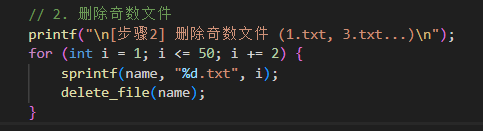 // 2. 删除奇数文件
printf("\n[步骤2] 删除奇数文件 (1.txt, 3.txt...)\n");
for (int i = 1; i <= 50; i += 2) {
    sprintf(name, "%d.txt", i);
    delete_file(name);
}